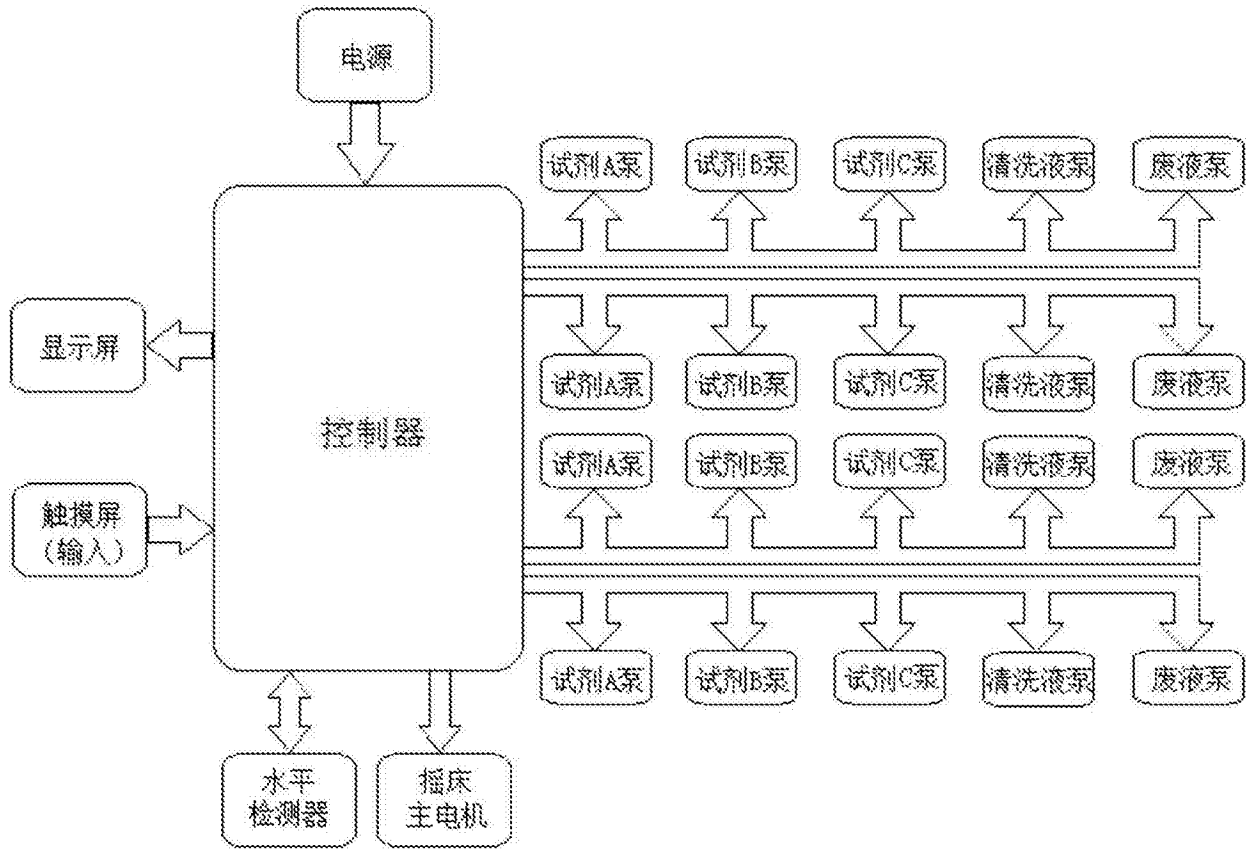 电源
试剂A泵 试剂B泵 试剂C泵 清洗液泵 废液泵
显示屏
试剂A泵 试剂B泵 试剂C泵 清洗液泵 废液泵
控制器
试剂A泵 试剂B泵 试剂C泵 清洗液泵 废液泵
触摸屏
（输入）
试剂A泵 试剂B泵 试剂C泵 清洗液泵 废液泵
水平
检测器
摇床
主电机